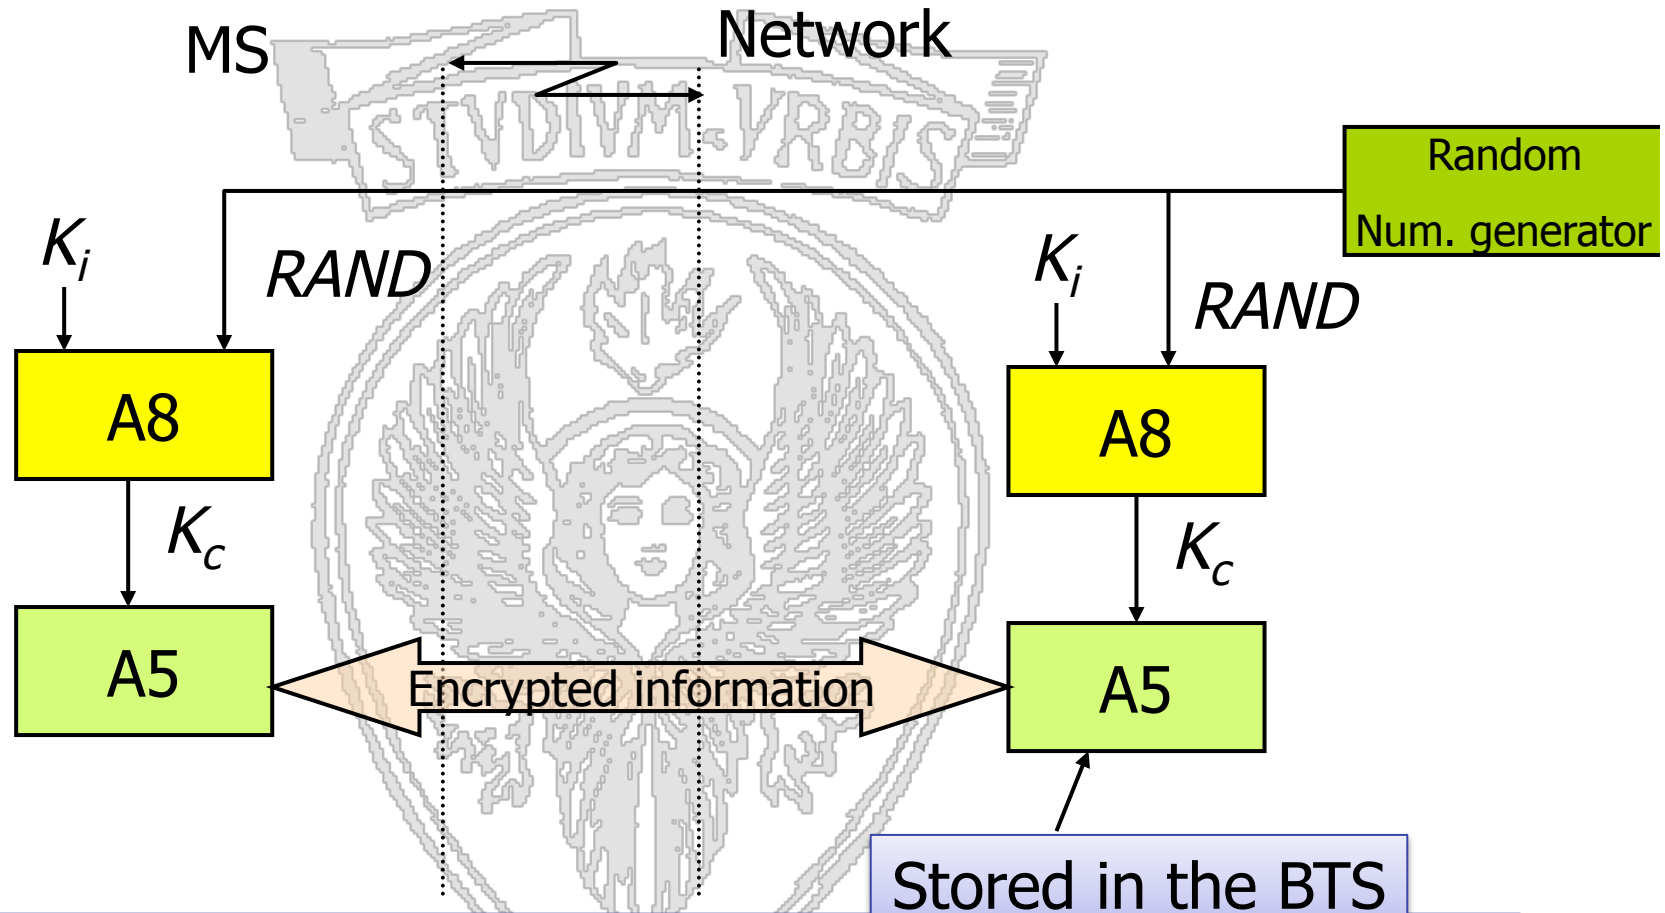 MS
Network
STVDIVM·VRBIS
Random
Num. generator
Ki
RAND
Ki
RAND
A8
A8
Kc
Kc
A5
Encrypted information
A5
Stored in the BTS